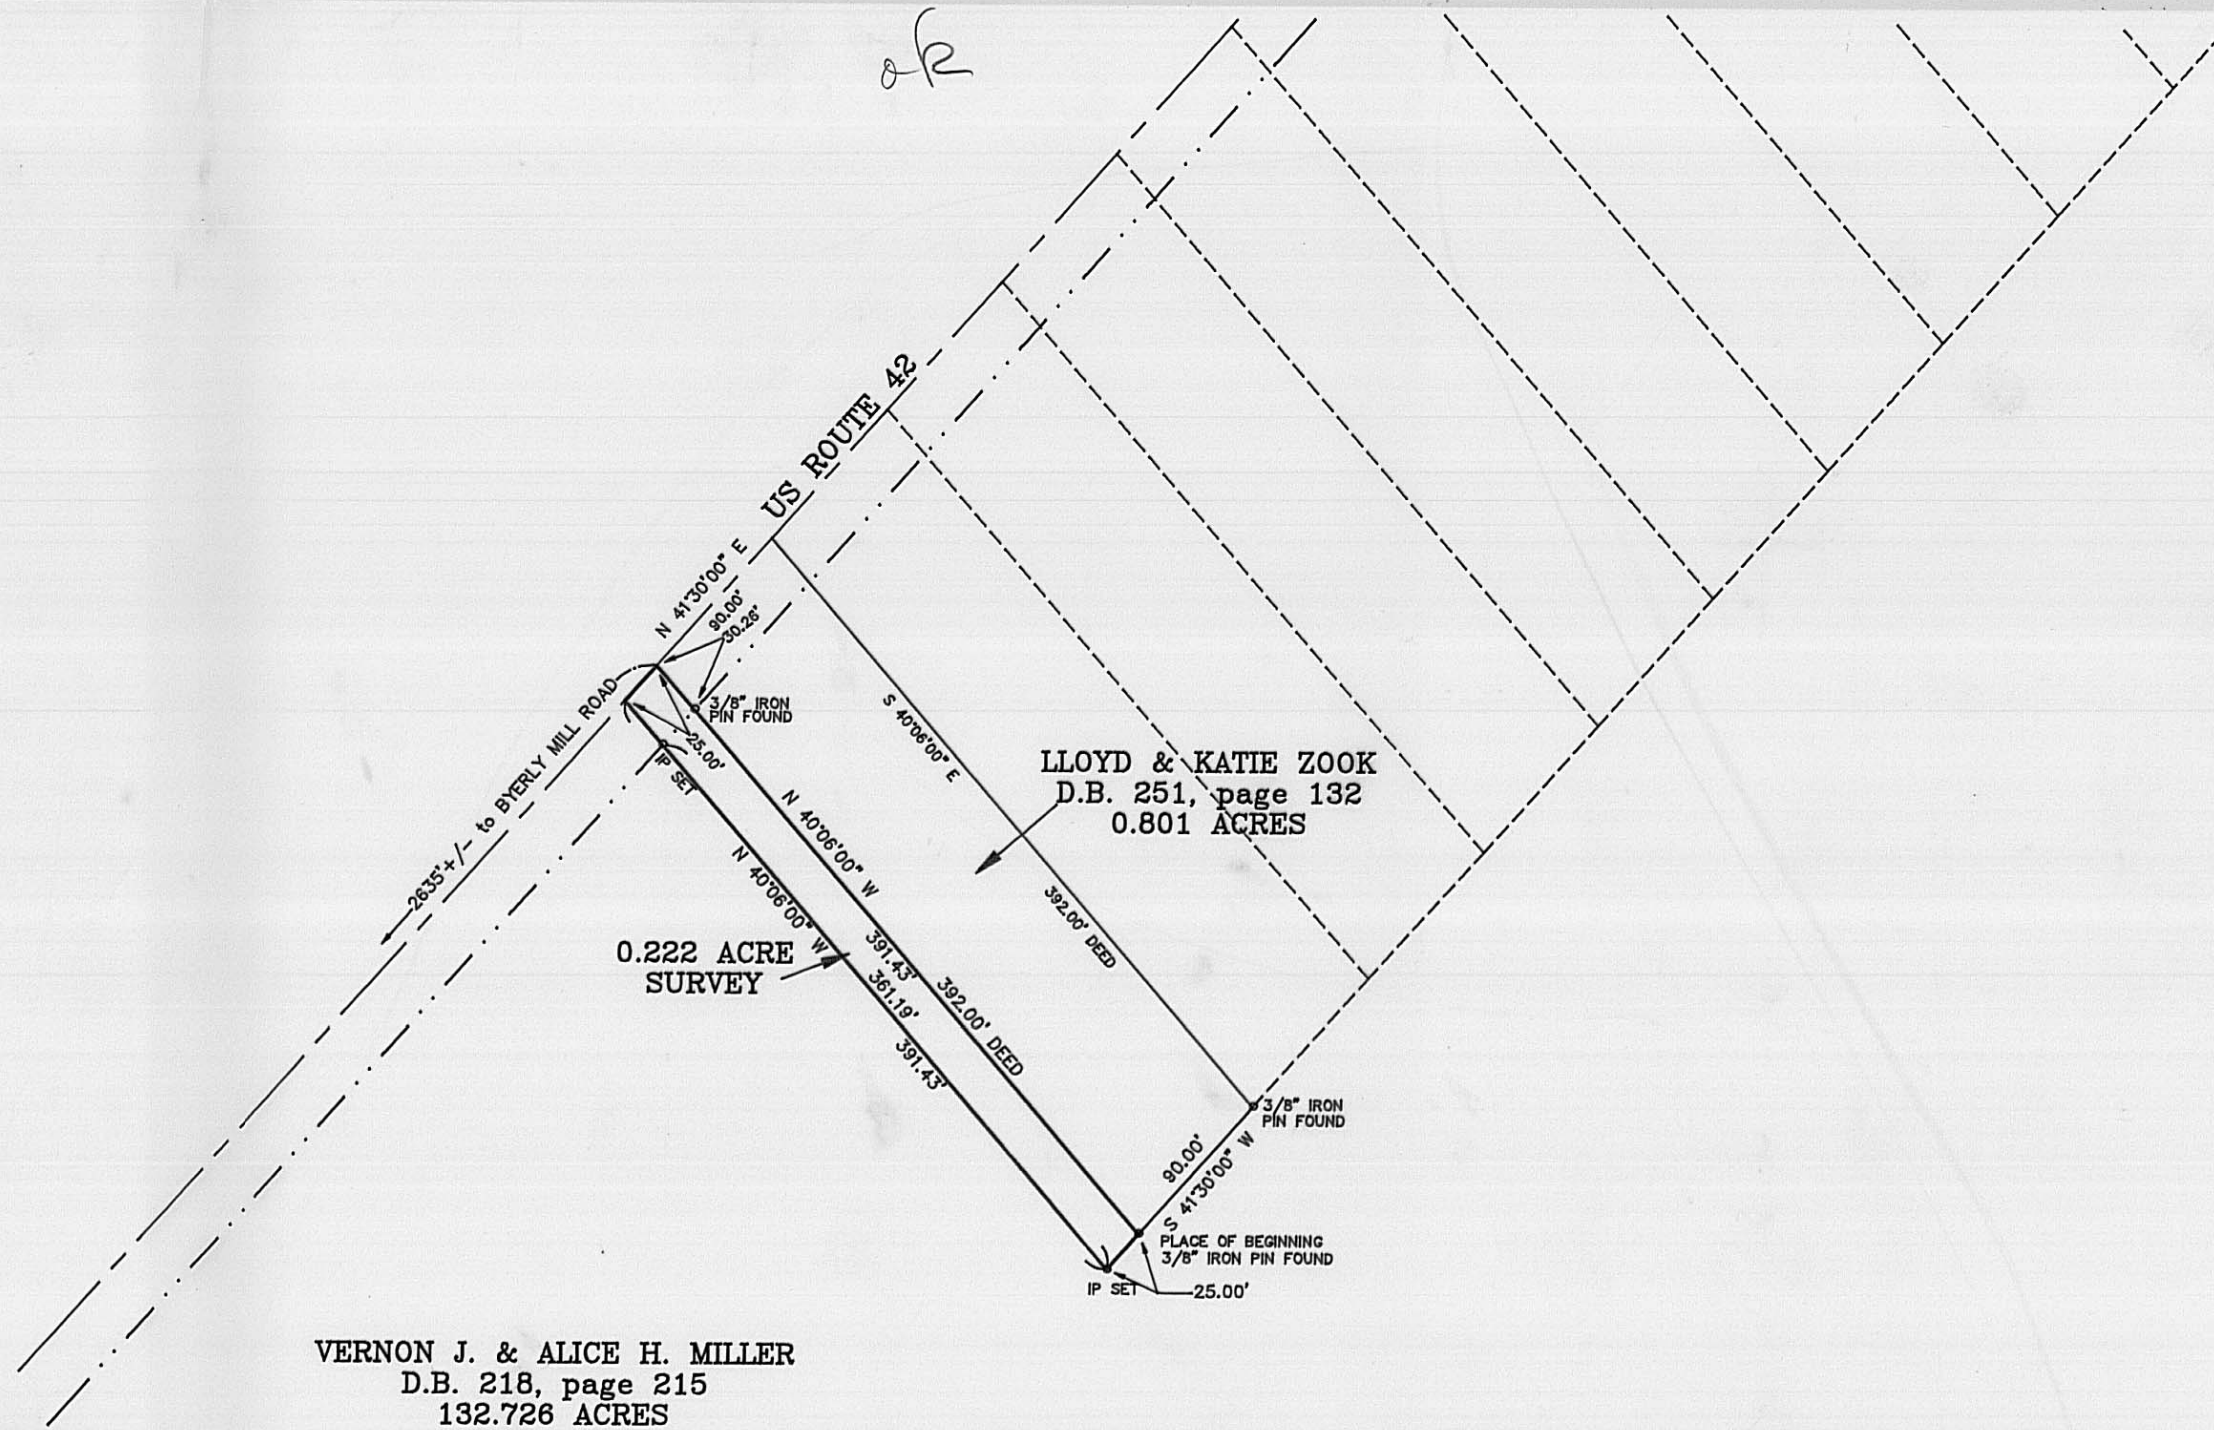 ok
US ROUTE 42
N 41°30'00" E
90.00'
30.26'
3/8" IRON
PIN FOUND
25.00'
IP SET
2635'+/- to BYERLY MILL ROAD
S 40°06'00" E
392.00' DEED
LLOYD & KATIE ZOOK
D.B. 251, page 132
0.801 ACRES
N 40°06'00" W
391.43'
392.00' DEED
N 40°06'00" W
361.19'
391.43'
0.222 ACRE
SURVEY
3/8" IRON
PIN FOUND
90.00'
S 41°30'00" W
PLACE OF BEGINNING
3/8" IRON PIN FOUND
IP SET
25.00'
VERNON J. & ALICE H. MILLER
D.B. 218, page 215
132.726 ACRES